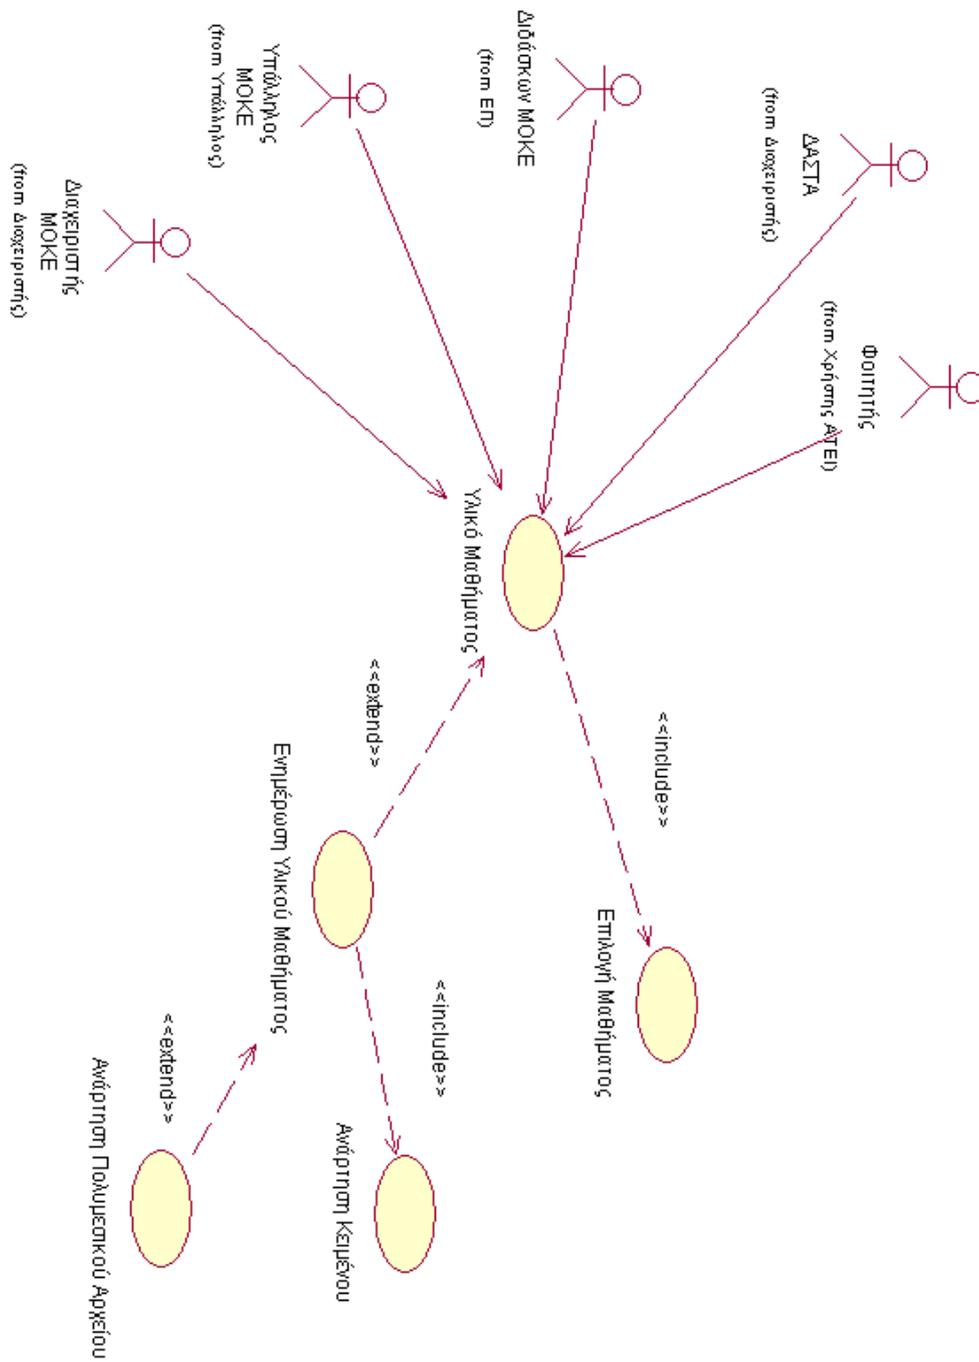 Φοιτητής
(from Χρήστης ΑΤΕΙ)
ΔΑΣΤΑ
(from Διαχειριστής)
Διδάσκων ΜΟΚΕ
(from ΕΠ)
Υπάλληλος
ΜΟΚΕ
(from Υπάλληλος)
Διαχειριστής
ΜΟΚΕ
(from Διαχειριστής)
Υλικό Μαθήματος
<<include>>
Επιλογή Μαθήματος
<<extend>>
Ενημέρωση Υλικού Μαθήματος
<<include>>
Ανάρτηση Κειμένου
<<extend>>
Ανάρτηση Πολυμεσικού Αρχείου